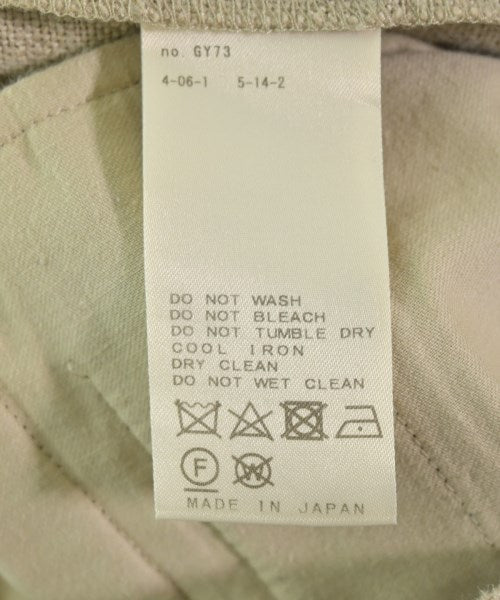 no. GY73
4-06-1 5-14-2
DO NOT WASH
DO NOT BLEACH
DO NOT TUMBLE DRY
COOL IRON
DRY CLEAN
DO NOT WET CLEAN
F W
MADE IN JAPAN